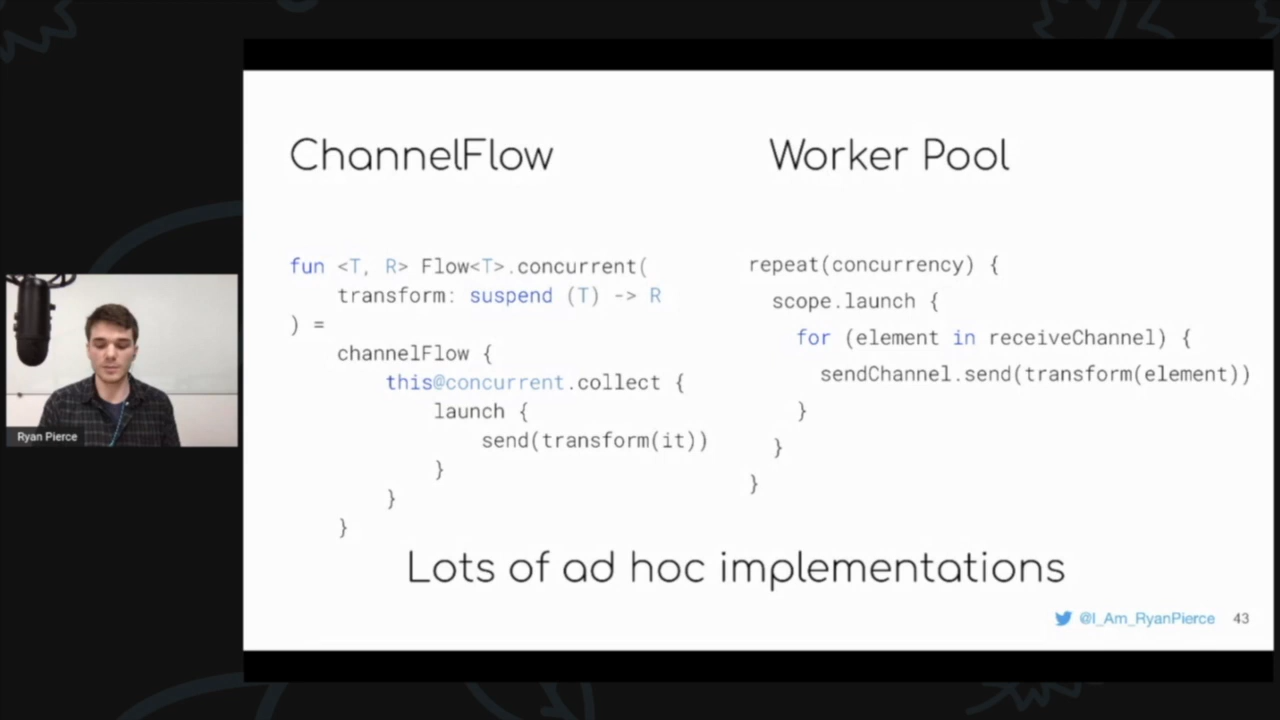 ChannelFlow
fun <T, R> Flow<T>.concurrent(
transform: suspend (T) -> R
) =
channelFlow {
this@concurrent.collect {
launch {
send(transform(it))
}
}
}
Worker Pool
repeat(concurrency) {
scope.launch {
for (element in receiveChannel) {
sendChannel.send(transform(element))
}
}
}
Lots of ad hoc implementations
@I_Am_RyanPierce 43
Ryan Pierce